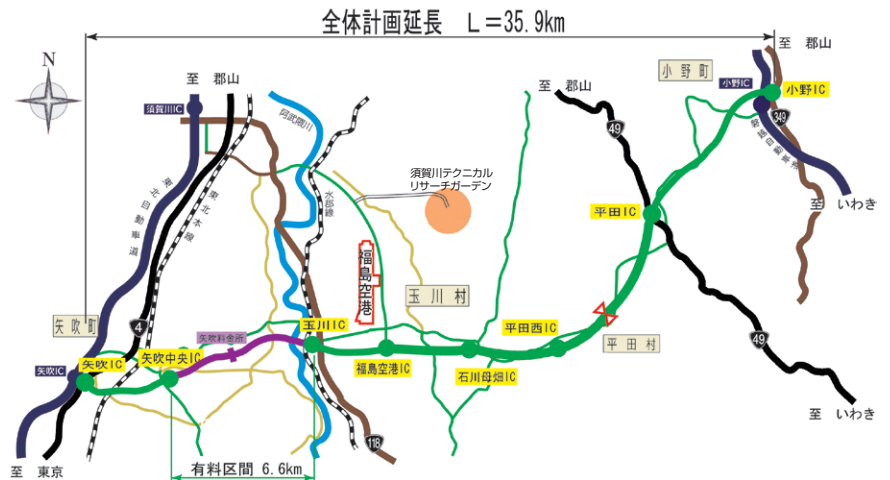 全体計画延長 L=35.9km
N
至 郡山
須賀川IC
阿武隈川
東北自動車道
東北本線
水郡線
須賀川テクニカル
リサーチガーデン
至 郡山
49
小野町
至 郡山
小野IC
小野IC
349
磐越自動車道
至 いわき
平田IC
福島空港
玉川村
矢吹町
4
矢吹料金所
玉川IC
平田西IC
平田村
矢吹IC
矢吹IC
矢吹中央IC
福島空港IC
石川母畑IC
49
至 いわき
118
至 東京
有料区間 6.6km